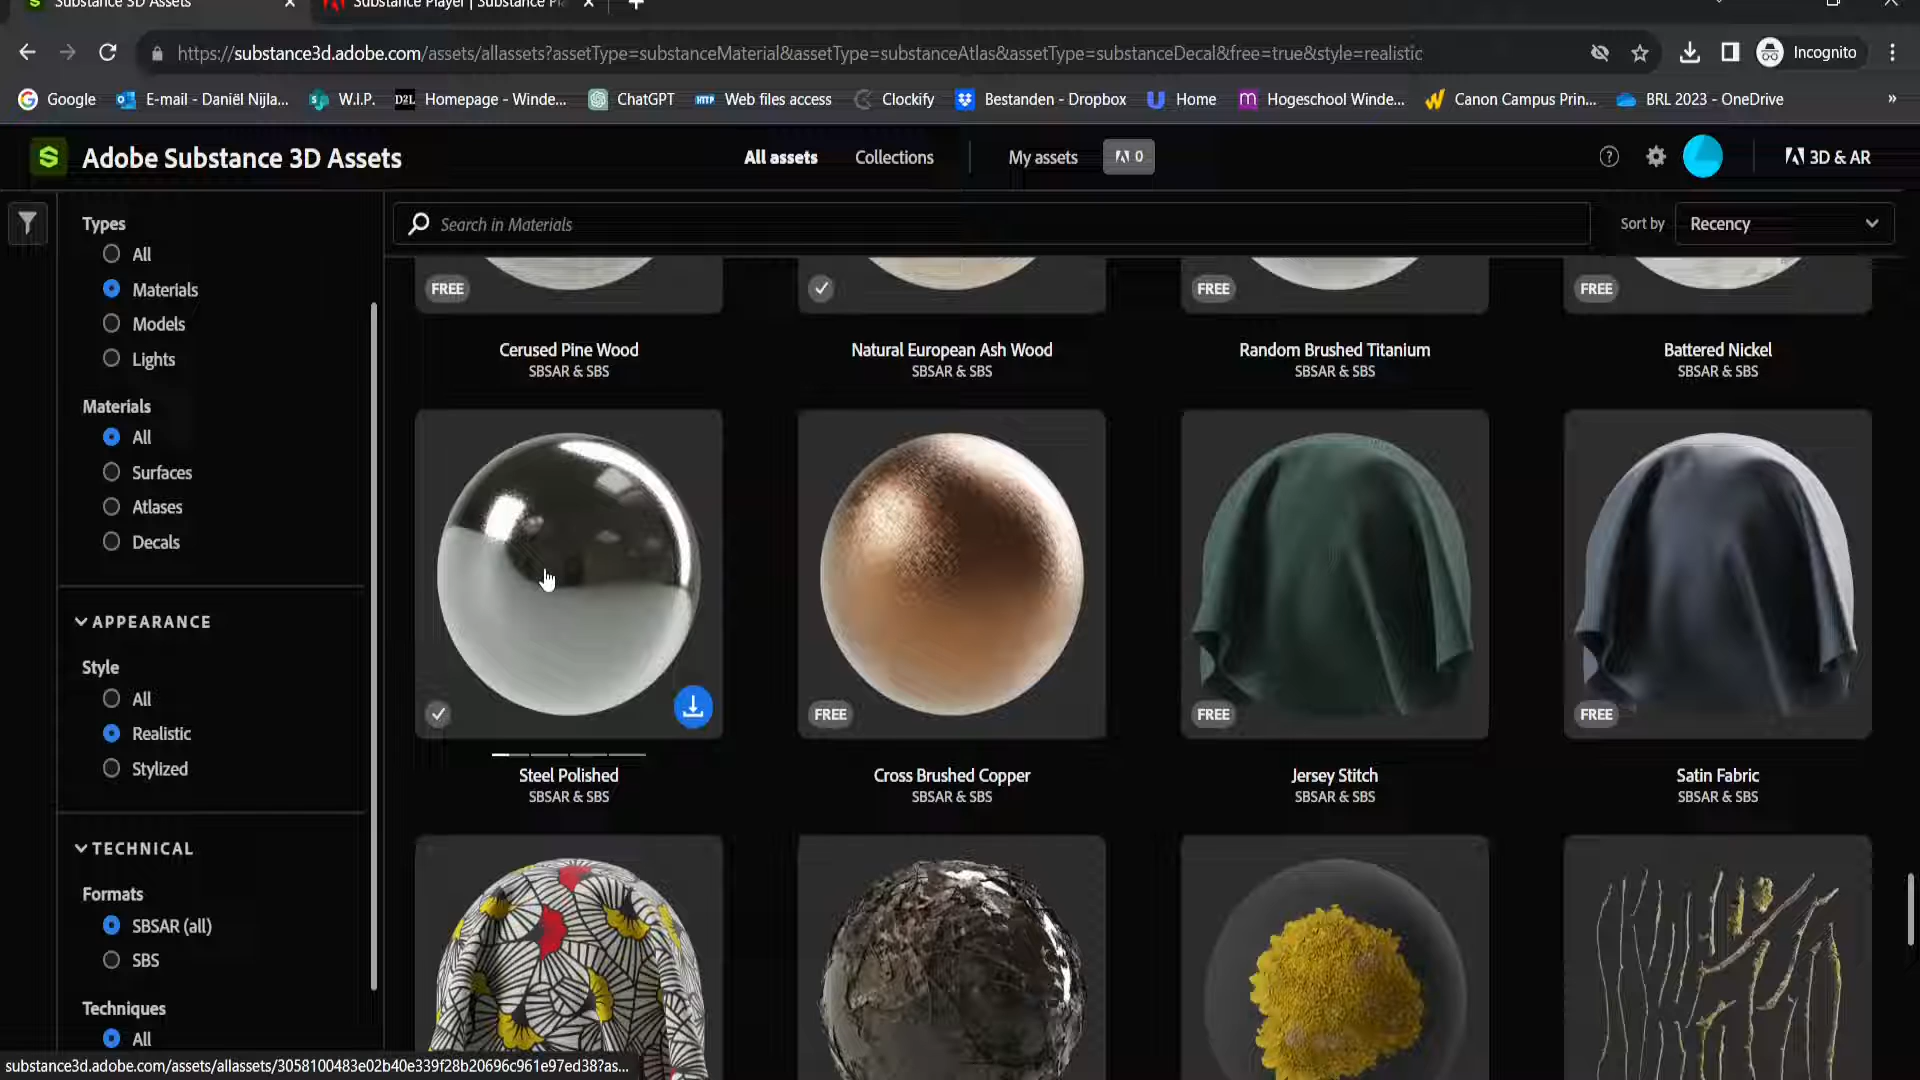 Substance 3D Assets
Substance Player | Substance Pl
https://substance3d.adobe.com/assets/allassets?assetType=substanceMaterial&assetType=substanceAtlas&assetType=substanceDecal&free=true&style=realistic
Incognito
Google
E-mail - Daniël Nijla...
W.I.P.
D2L
Homepage - Winde...
ChatGPT
HTTP
Web files access
Clockify
Bestanden - Dropbox
Home
Hogeschool Winde...
Canon Campus Prin...
BRL 2023 - OneDrive
»
Adobe Substance 3D Assets
All assets
Collections
My assets
0
3D & AR
Types
All
Materials
Models
Lights
Materials
All
Surfaces
Atlases
Decals
APPEARANCE
Style
All
Realistic
Stylized
TECHNICAL
Formats
SBSAR (all)
SBS
Techniques
All
Search in Materials
Sort by
Recency
FREE
FREE
FREE
Cerused Pine Wood
SBSAR & SBS
Natural European Ash Wood
SBSAR & SBS
Random Brushed Titanium
SBSAR & SBS
Battered Nickel
SBSAR & SBS
FREE
FREE
FREE
Steel Polished
SBSAR & SBS
Cross Brushed Copper
SBSAR & SBS
Jersey Stitch
SBSAR & SBS
Satin Fabric
SBSAR & SBS
substance3d.adobe.com/assets/allassets/3058100483e02b40e339f28b20696c961e97ed38?as...